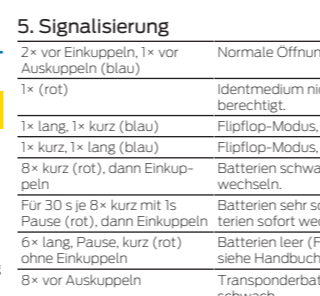 5. Signalisierung
2× vor Einkuppeln, 1× vor Normale Öffnun
Auskuppeln (blau)
1× (rot) Identmedium ni
berechtigt.
1× lang, 1× kurz (blau) Flipflop-Modus,
1× kurz, 1× lang (blau) Flipflop-Modus,
8× kurz (rot), dann Einkup- Batterien schwa
peln wechseln.
Für 30 s je 8× kurz mit 1s Batterien sehr s
Pause (rot), dann Einkuppeln terien sofort we
6× lang, Pause, kurz (rot) Batterien leer (F
ohne Einkuppeln siehe Handbuch
8× vor Auskuppeln Transponderbat
schwach